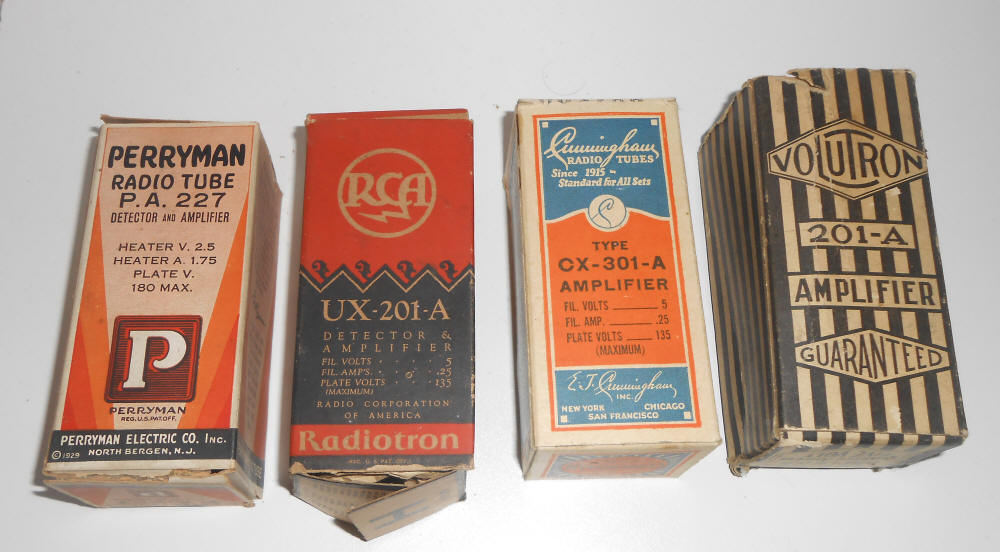 PERRYMAN
RADIO TUBE
P.A. 227
DETECTOR AND AMPLIFIER
HEATER V. 2.5
HEATER A. 1.75
PLATE V.
180 MAX.
P
PERRYMAN
REG. U.S. PAT. OFF.
PERRYMAN ELECTRIC CO. INC.
©1929 NORTH BERGEN, N.J.
RCA
UX-201-A
DETECTOR &
AMPLIFIER
FIL. VOLTS 5
FIL. AMP'S. .25
PLATE VOLTS 135
(MAXIMUM)
RADIO CORPORATION
OF AMERICA
Radiotron
REG. U.S. PAT. OFF.
Cunningham
RADIO TUBES
Since 1915 -
Standard for All Sets
C
TYPE
CX-301-A
AMPLIFIER
FIL. VOLTS 5
FIL. AMP. .25
PLATE VOLTS 135
(MAXIMUM)
E.T. Cunningham
INC.
NEW YORK CHICAGO
SAN FRANCISCO
VOLUTRON
201-A
AMPLIFIER
GUARANTEED